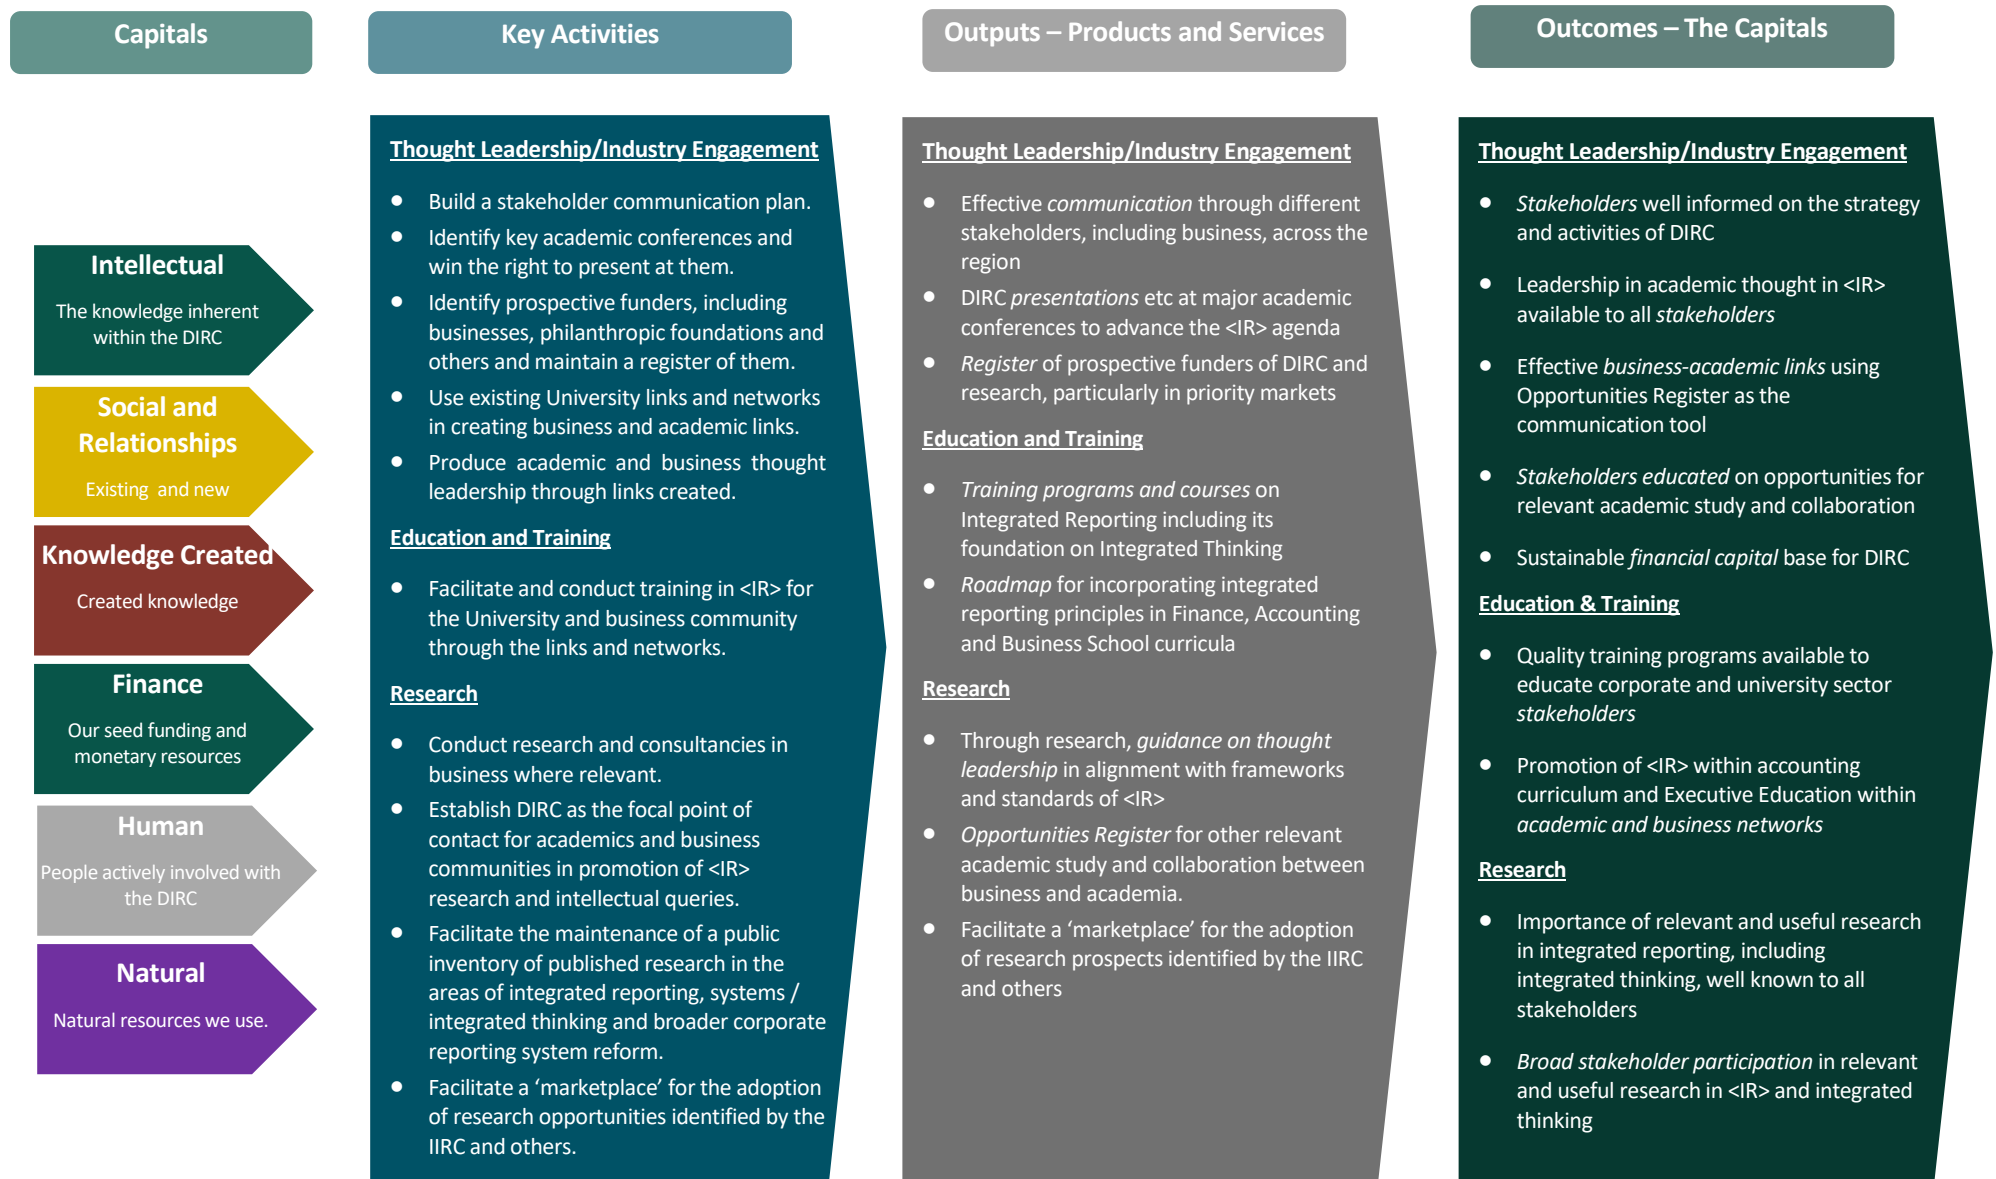 Capitals
Key Activities
Outputs – Products and Services
Outcomes – The Capitals
Intellectual
The knowledge inherent
within the DIRC
Social and
Relationships
Existing and new
Knowledge Created
Created knowledge
Finance
Our seed funding and
monetary resources
Human
People actively involved with
the DIRC
Natural
Natural resources we use.
Thought Leadership/Industry Engagement
● Build a stakeholder communication plan.
● Identify key academic conferences and
win the right to present at them.
● Identify prospective funders, including
businesses, philanthropic foundations and
others and maintain a register of them.
● Use existing University links and networks
in creating business and academic links.
● Produce academic and business thought
leadership through links created.
Education and Training
● Facilitate and conduct training in <IR> for
the University and business community
through the links and networks.
Research
● Conduct research and consultancies in
business where relevant.
● Establish DIRC as the focal point of
contact for academics and business
communities in promotion of <IR>
research and intellectual queries.
● Facilitate the maintenance of a public
inventory of published research in the
areas of integrated reporting, systems /
integrated thinking and broader corporate
reporting system reform.
● Facilitate a ‘marketplace’ for the adoption
of research opportunities identified by the
IIRC and others.
Thought Leadership/Industry Engagement
● Effective communication through different
stakeholders, including business, across the
region
● DIRC presentations etc at major academic
conferences to advance the <IR> agenda
● Register of prospective funders of DIRC and
research, particularly in priority markets
Education and Training
● Training programs and courses on
Integrated Reporting including its
foundation on Integrated Thinking
● Roadmap for incorporating integrated
reporting principles in Finance, Accounting
and Business School curricula
Research
● Through research, guidance on thought
leadership in alignment with frameworks
and standards of <IR>
● Opportunities Register for other relevant
academic study and collaboration between
business and academia.
● Facilitate a ‘marketplace’ for the adoption
of research prospects identified by the IIRC
and others
Thought Leadership/Industry Engagement
● Stakeholders well informed on the strategy
and activities of DIRC
● Leadership in academic thought in <IR>
available to all stakeholders
● Effective business-academic links using
Opportunities Register as the
communication tool
● Stakeholders educated on opportunities for
relevant academic study and collaboration
● Sustainable financial capital base for DIRC
Education & Training
● Quality training programs available to
educate corporate and university sector
stakeholders
● Promotion of <IR> within accounting
curriculum and Executive Education within
academic and business networks
Research
● Importance of relevant and useful research
in integrated reporting, including
integrated thinking, well known to all
stakeholders
● Broad stakeholder participation in relevant
and useful research in <IR> and integrated
thinking